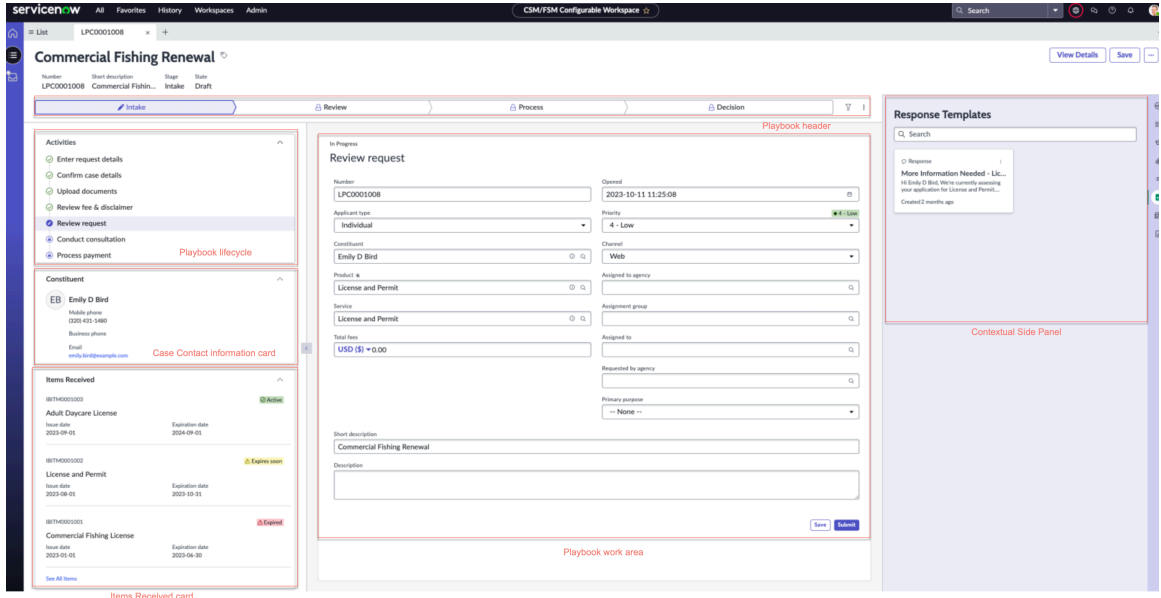 servicenow All Favorites History Workspaces Admin CSM/FSM Configurable Workspace Search
List LPC0001008 × +
Commercial Fishing Renewal View Details Save
Number Short description Stage State
LPC0001008 Commercial Fishin... Intake Draft
Intake Review Process Decision
Playbook header
Activities
Enter request details
Confirm case details
Upload documents
Review fee & disclaimer
Review request
Conduct consultation
Process payment
Playbook lifecycle
Constituent
EB Emily D Bird
Mobile phone
(320) 431-1460
Business phone
Email
emily.bird@example.com
Case Contact information card
Items Received
IBITM0001003 Active
Adult Daycare License
Issue date Expiration date
2023-09-01 2024-09-01
IBITM0001002 Expires soon
License and Permit
Issue date Expiration date
2023-08-01 2023-10-31
IBITM0001001 Expired
Commercial Fishing License
Issue date Expiration date
2023-01-01 2023-06-30
See All Items
Items Received card
In Progress
Review request
Number Opened
LPC0001008 2023-10-11 11:25:08
Applicant type Priority 4 - Low
Individual 4 - Low
Constituent Channel
Emily D Bird Web
Product Assigned to agency
License and Permit
Service Assignment group
License and Permit
Total fees Assigned to
USD ($) 0.00
Requested by agency
Primary purpose
-- None --
Short description
Commercial Fishing Renewal
Description
Save Submit
Playbook work area
Response Templates
Search
Response
More Information Needed - Lic...
Hi Emily D Bird, We're currently assessing
your application for License and Permit,...
Created 2 months ago
Contextual Side Panel